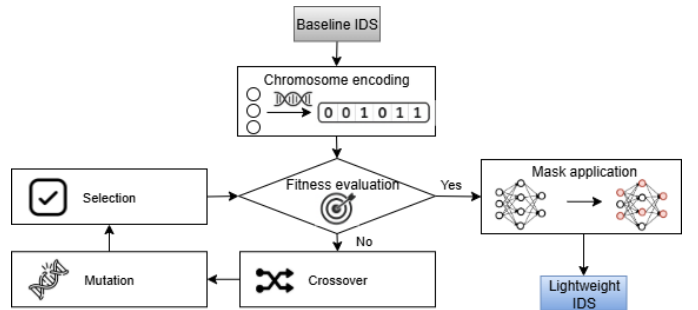 Baseline IDS
Chromosome encoding
0 0 1 0 1 1
Fitness evaluation
Yes
Mask application
Selection
No
Mutation
Crossover
Lightweight
IDS